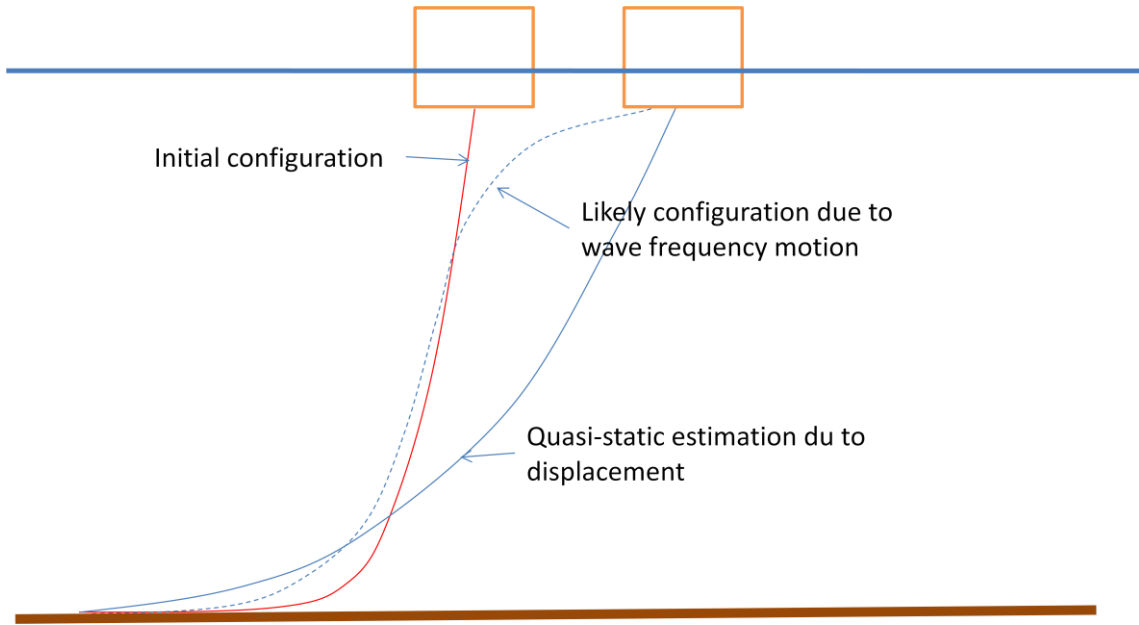 Initial configuration
Likely configuration due to
wave frequency motion
Quasi-static estimation du to
displacement